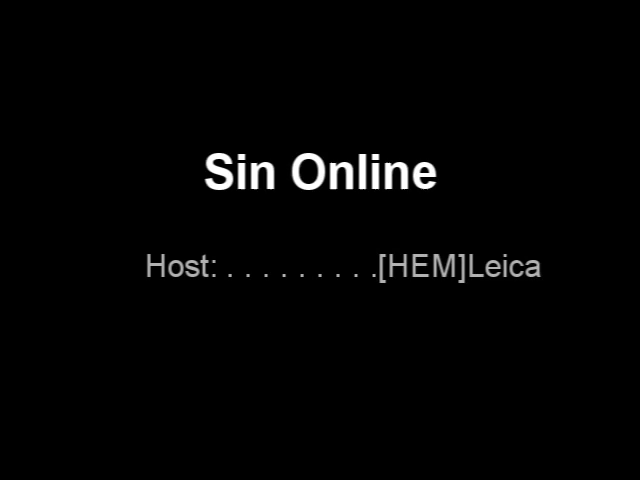 Sin Online
Host: . . . . . . . . .[HEM]Leica